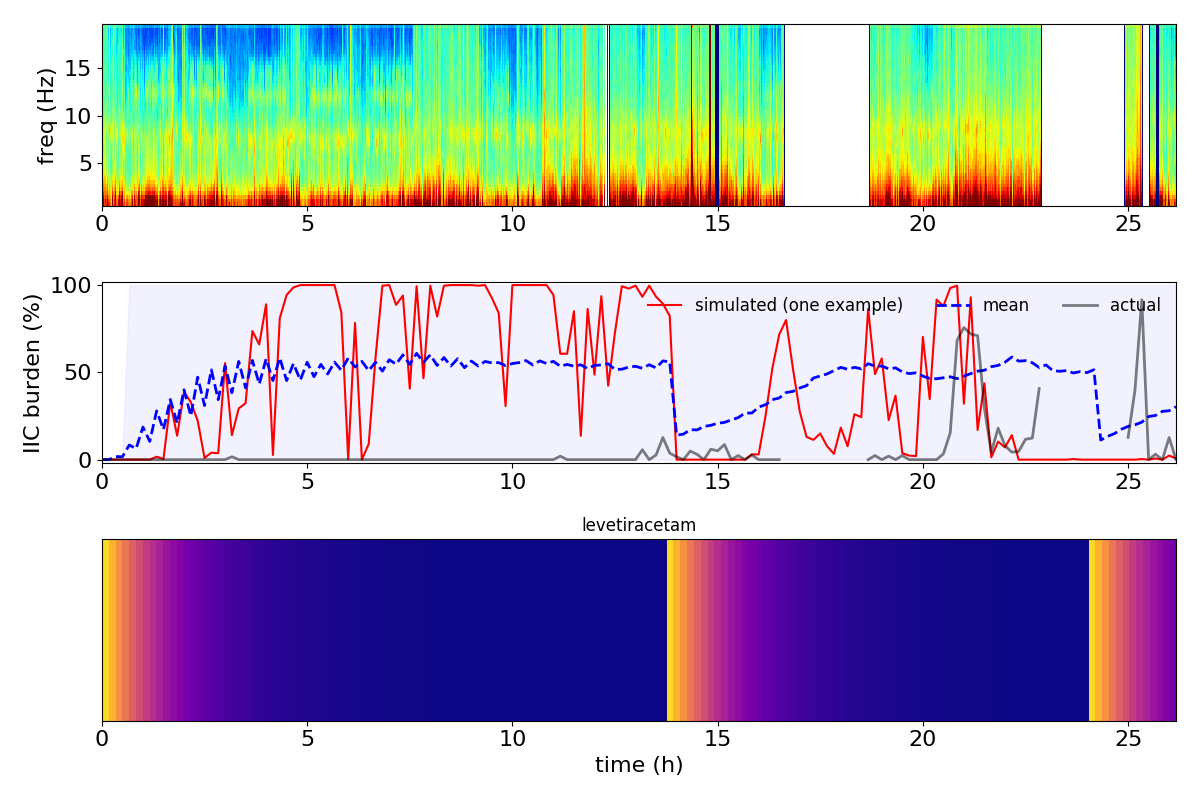 freq (Hz)
15
10
5
0 5 10 15 20 25
IIC burden (%)
100
50
0
simulated (one example) mean actual
0 5 10 15 20 25
levetiracetam
0 5 10 15 20 25
time (h)